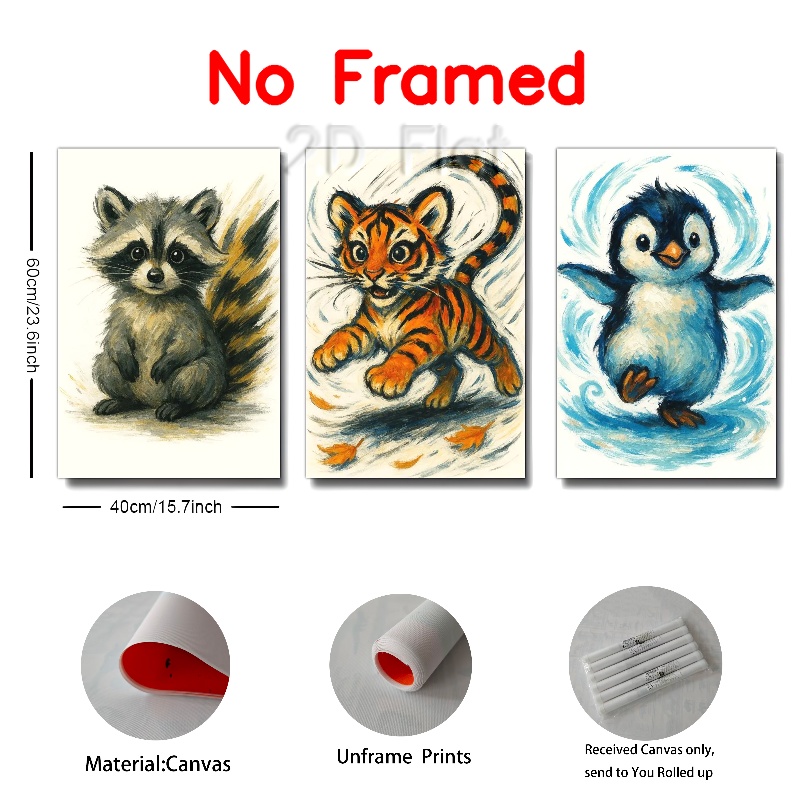 No Framed
2D Flat
60cm/23.6inch
40cm/15.7inch
Material:Canvas
Unframe Prints
Received Canvas only,
send to You Rolled up